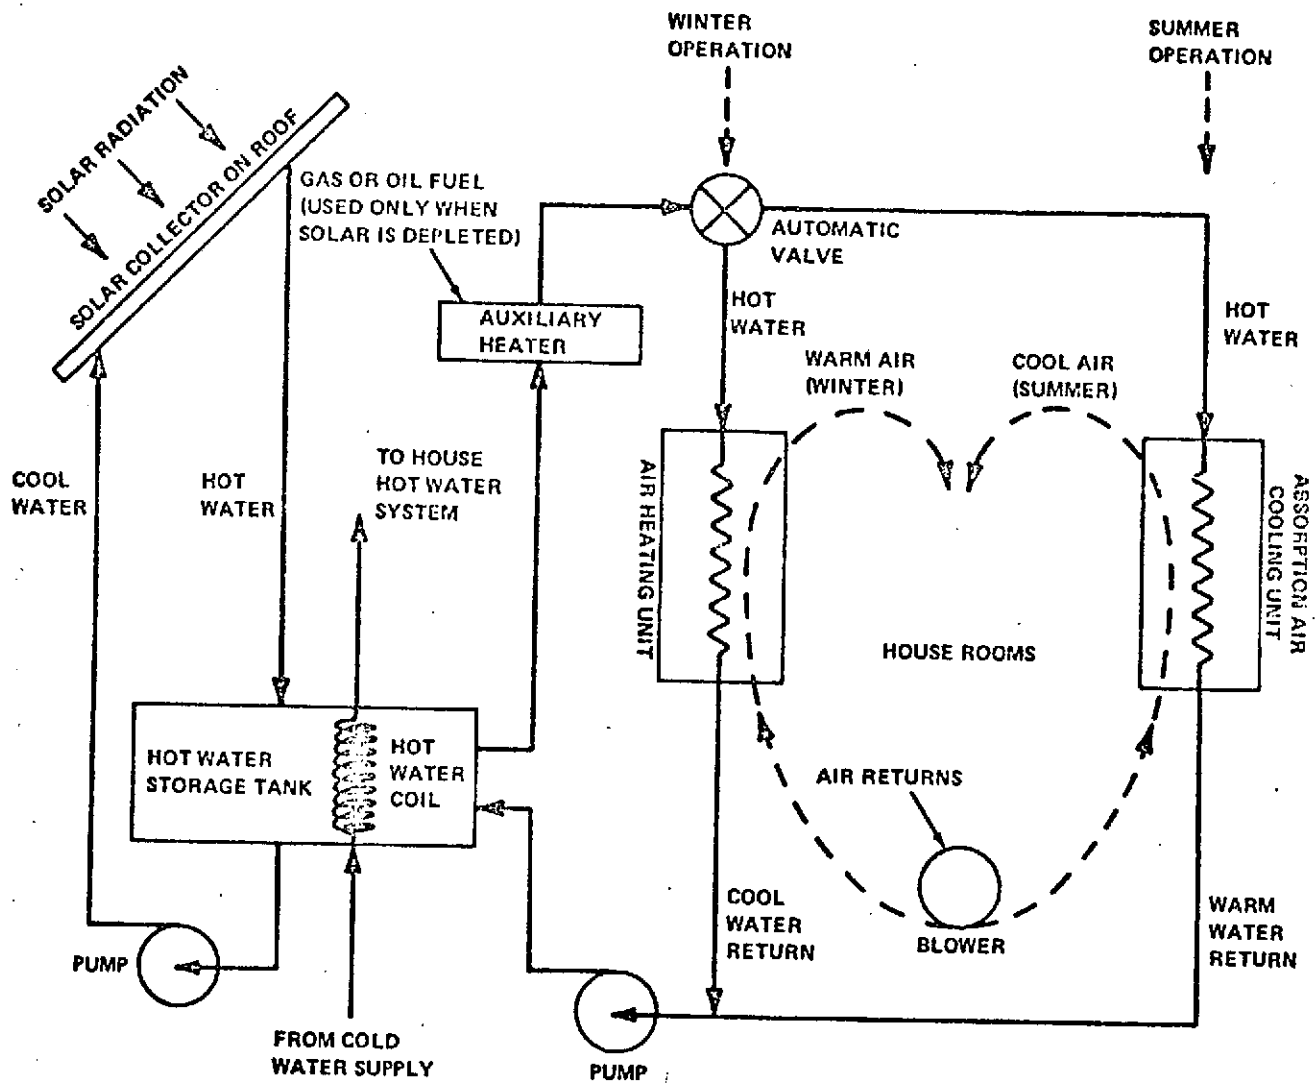 WINTER
OPERATION
SUMMER
OPERATION
SOLAR RADIATION
SOLAR COLLECTOR ON ROOF
GAS OR OIL FUEL
(USED ONLY WHEN
SOLAR IS DEPLETED)
AUTOMATIC
VALVE
AUXILIARY
HEATER
HOT
WATER
HOT
WATER
WARM AIR
(WINTER)
COOL AIR
(SUMMER)
COOL
WATER
HOT
WATER
TO HOUSE
HOT WATER
SYSTEM
AIR HEATING UNIT
ABSORPTION AIR
COOLING UNIT
HOUSE ROOMS
HOT WATER
STORAGE TANK
HOT
WATER
COIL
AIR RETURNS
COOL
WATER
RETURN
BLOWER
WARM
WATER
RETURN
PUMP
FROM COLD
WATER SUPPLY
PUMP